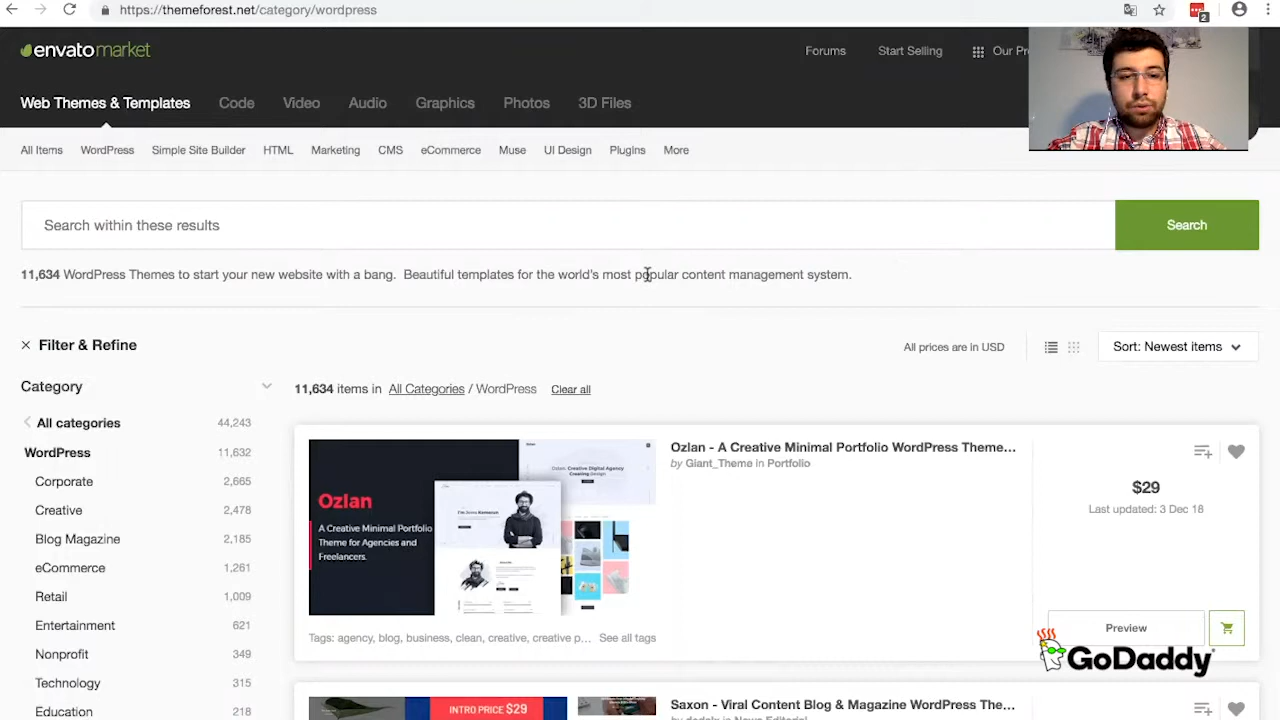 https://themeforest.net/category/wordpress
2
envatomarket
Forums Start Selling Our Pr
Web Themes & Templates Code Video Audio Graphics Photos 3D Files
All Items WordPress Simple Site Builder HTML Marketing CMS eCommerce Muse UI Design Plugins More
Search within these results Search
11,634 WordPress Themes to start your new website with a bang. Beautiful templates for the world's most popular content management system.
Filter & Refine
All prices are in USD Sort: Newest items
Category
11,634 items in All Categories / WordPress Clear all
All categories 44,243
WordPress 11,632
Corporate 2,665
Creative 2,478
Blog Magazine 2,185
eCommerce 1,261
Retail 1,009
Entertainment 621
Nonprofit 349
Technology 315
Education 218
Ozlan
A Creative Minimal Portfolio
Theme for Agencies and
Freelancers.
Tags: agency, blog, business, clean, creative, creative p... See all tags
Ozlan - A Creative Minimal Portfolio WordPress Theme...
by Giant_Theme in Portfolio
$29
Last updated: 3 Dec 18
Preview
GoDaddy
INTRO PRICE $29
Saxon - Viral Content Blog & Magazine WordPress The...